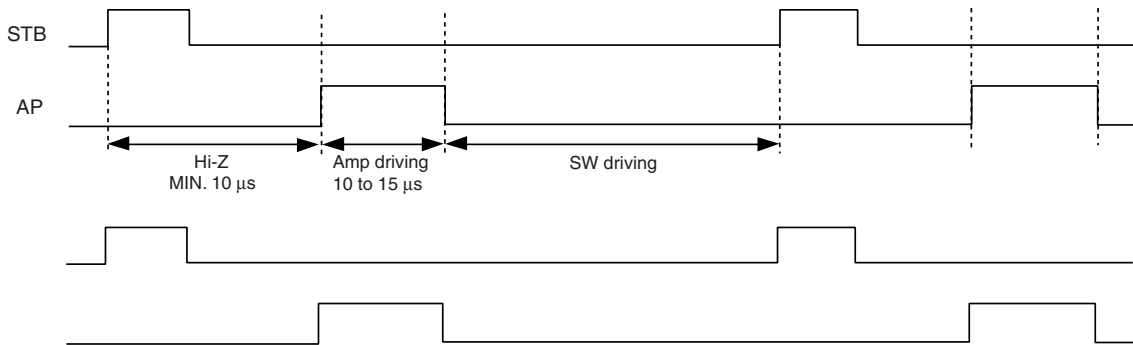 STB
AP
Hi-Z
MIN. 10 μs
Amp driving
10 to 15 μs
SW driving